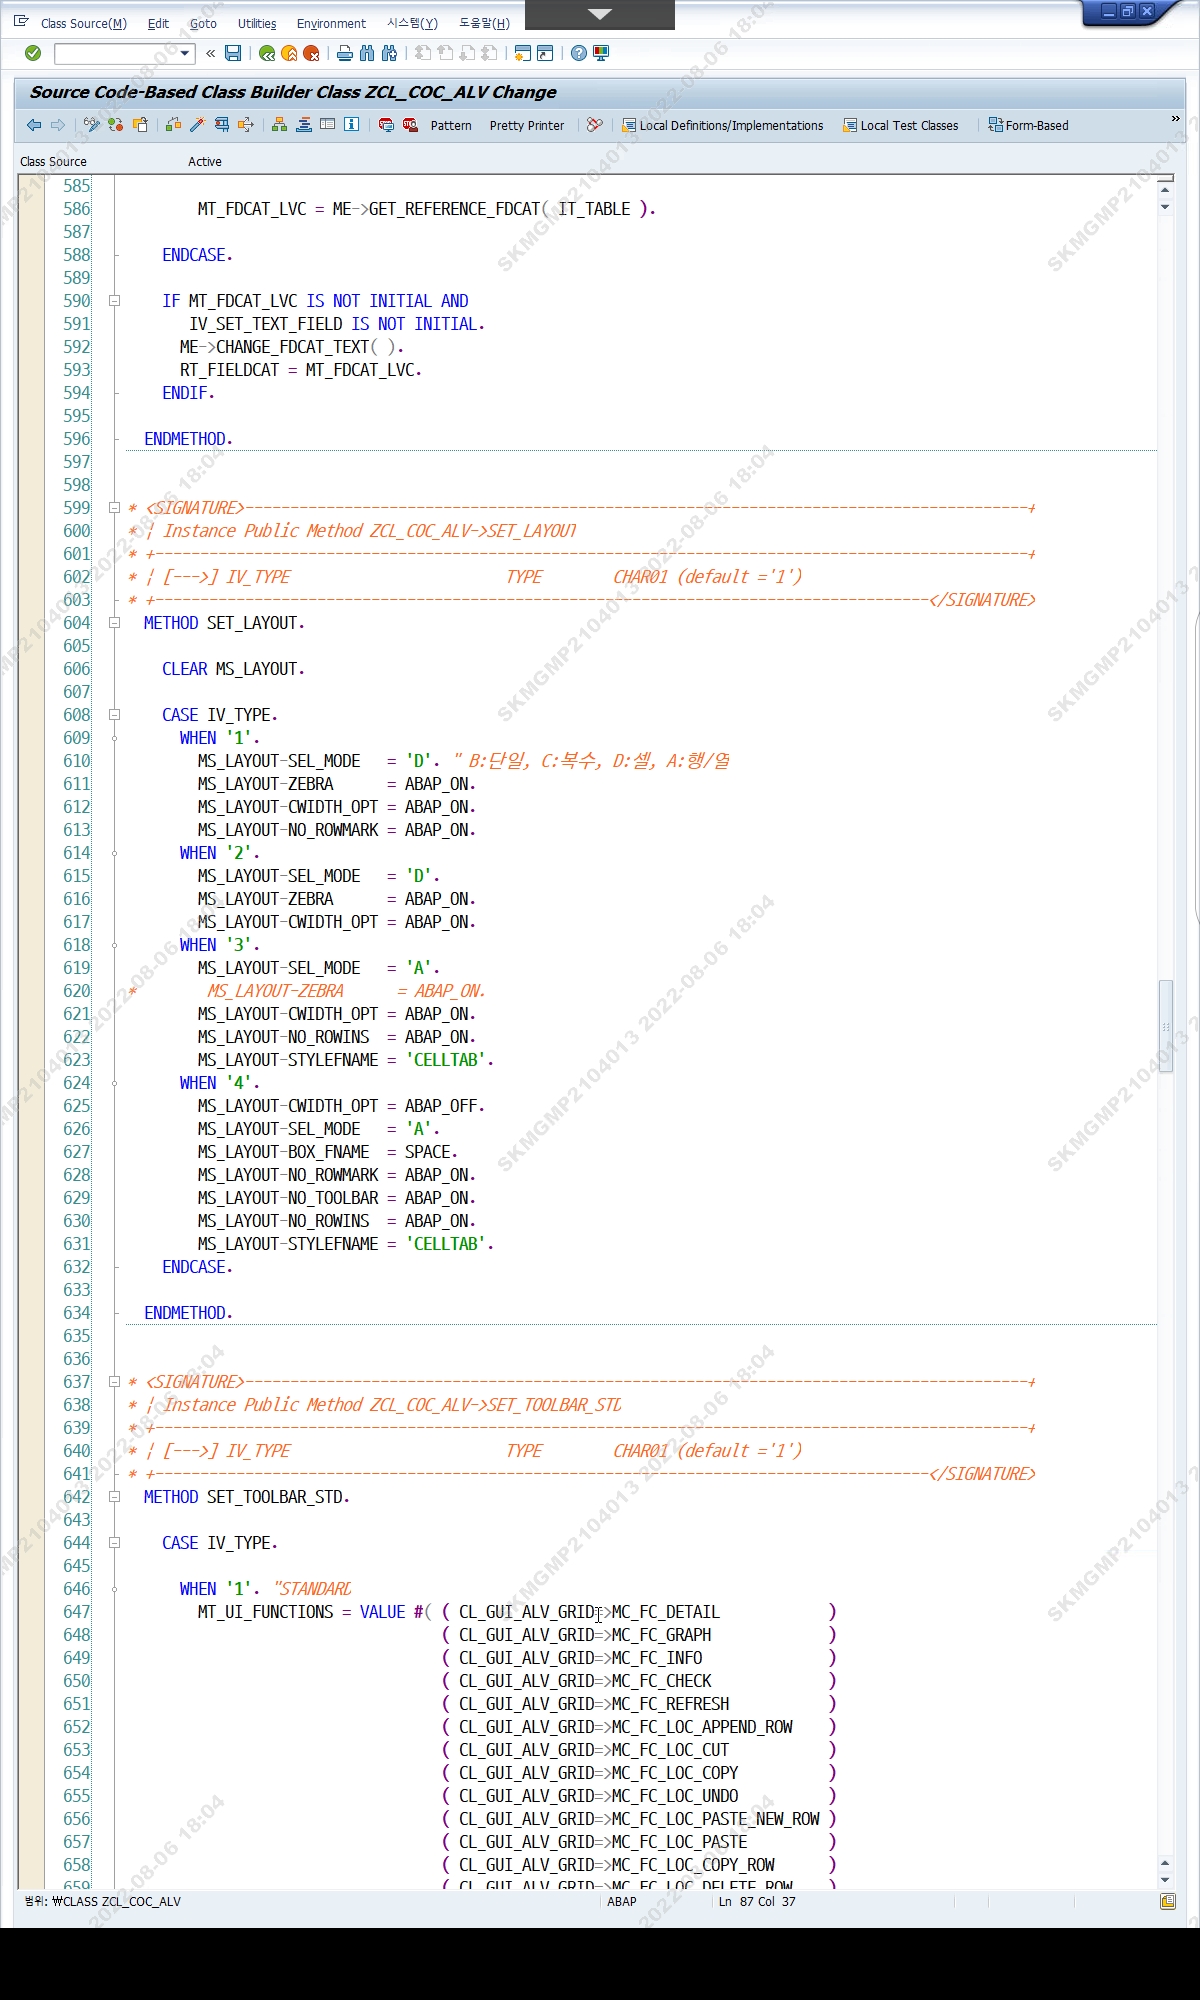 Class Source(M) Edit Goto Utilities Environment 시스템(Y) 도움말(H)
Source Code-Based Class Builder Class ZCL_COC_ALV Change
Pattern Pretty Printer Local Definitions/Implementations Local Test Classes Form-Based
Class Source Active
585
586 MT_FDCAT_LVC = ME->GET_REFERENCE_FDCAT( IT_TABLE ).
587
588 ENDCASE.
589
590 IF MT_FDCAT_LVC IS NOT INITIAL AND
591 IV_SET_TEXT_FIELD IS NOT INITIAL.
592 ME->CHANGE_FDCAT_TEXT( ).
593 RT_FIELDCAT = MT_FDCAT_LVC.
594 ENDIF.
595
596 ENDMETHOD.
597
598
599 * <SIGNATURE>---------------------------------------------------------------------------------------+
600 * ¦ Instance Public Method ZCL_COC_ALV->SET_LAYOUT
601 * +-------------------------------------------------------------------------------------------------+
602 * ¦ [--->] IV_TYPE TYPE CHAR01 (default ='1')
603 * +--------------------------------------------------------------------------------------</SIGNATURE>
604 METHOD SET_LAYOUT.
605
606 CLEAR MS_LAYOUT.
607
608 CASE IV_TYPE.
609 WHEN '1'.
610 MS_LAYOUT-SEL_MODE = 'D'. " B:단일, C:복수, D:셀, A:행/열
611 MS_LAYOUT-ZEBRA = ABAP_ON.
612 MS_LAYOUT-CWIDTH_OPT = ABAP_ON.
613 MS_LAYOUT-NO_ROWMARK = ABAP_ON.
614 WHEN '2'.
615 MS_LAYOUT-SEL_MODE = 'D'.
616 MS_LAYOUT-ZEBRA = ABAP_ON.
617 MS_LAYOUT-CWIDTH_OPT = ABAP_ON.
618 WHEN '3'.
619 MS_LAYOUT-SEL_MODE = 'A'.
620 * MS_LAYOUT-ZEBRA = ABAP_ON.
621 MS_LAYOUT-CWIDTH_OPT = ABAP_ON.
622 MS_LAYOUT-NO_ROWINS = ABAP_ON.
623 MS_LAYOUT-STYLEFNAME = 'CELLTAB'.
624 WHEN '4'.
625 MS_LAYOUT-CWIDTH_OPT = ABAP_OFF.
626 MS_LAYOUT-SEL_MODE = 'A'.
627 MS_LAYOUT-BOX_FNAME = SPACE.
628 MS_LAYOUT-NO_ROWMARK = ABAP_ON.
629 MS_LAYOUT-NO_TOOLBAR = ABAP_ON.
630 MS_LAYOUT-NO_ROWINS = ABAP_ON.
631 MS_LAYOUT-STYLEFNAME = 'CELLTAB'.
632 ENDCASE.
633
634 ENDMETHOD.
635
636
637 * <SIGNATURE>---------------------------------------------------------------------------------------+
638 * ¦ Instance Public Method ZCL_COC_ALV->SET_TOOLBAR_STD
639 * +-------------------------------------------------------------------------------------------------+
640 * ¦ [--->] IV_TYPE TYPE CHAR01 (default ='1')
641 * +--------------------------------------------------------------------------------------</SIGNATURE>
642 METHOD SET_TOOLBAR_STD.
643
644 CASE IV_TYPE.
645
646 WHEN '1'. "STANDARD
647 MT_UI_FUNCTIONS = VALUE #( ( CL_GUI_ALV_GRID=>MC_FC_DETAIL )
648 ( CL_GUI_ALV_GRID=>MC_FC_GRAPH )
649 ( CL_GUI_ALV_GRID=>MC_FC_INFO )
650 ( CL_GUI_ALV_GRID=>MC_FC_CHECK )
651 ( CL_GUI_ALV_GRID=>MC_FC_REFRESH )
652 ( CL_GUI_ALV_GRID=>MC_FC_LOC_APPEND_ROW )
653 ( CL_GUI_ALV_GRID=>MC_FC_LOC_CUT )
654 ( CL_GUI_ALV_GRID=>MC_FC_LOC_COPY )
655 ( CL_GUI_ALV_GRID=>MC_FC_LOC_UNDO )
656 ( CL_GUI_ALV_GRID=>MC_FC_LOC_PASTE_NEW_ROW )
657 ( CL_GUI_ALV_GRID=>MC_FC_LOC_PASTE )
658 ( CL_GUI_ALV_GRID=>MC_FC_LOC_COPY_ROW )
659 ( CL_GUI_ALV_GRID=>MC_FC_LOC_DELETE_ROW )
범위: ₩CLASS ZCL_COC_ALV ABAP Ln 87 Col 37
SKMGMP2104013 2022-08-06 18:04